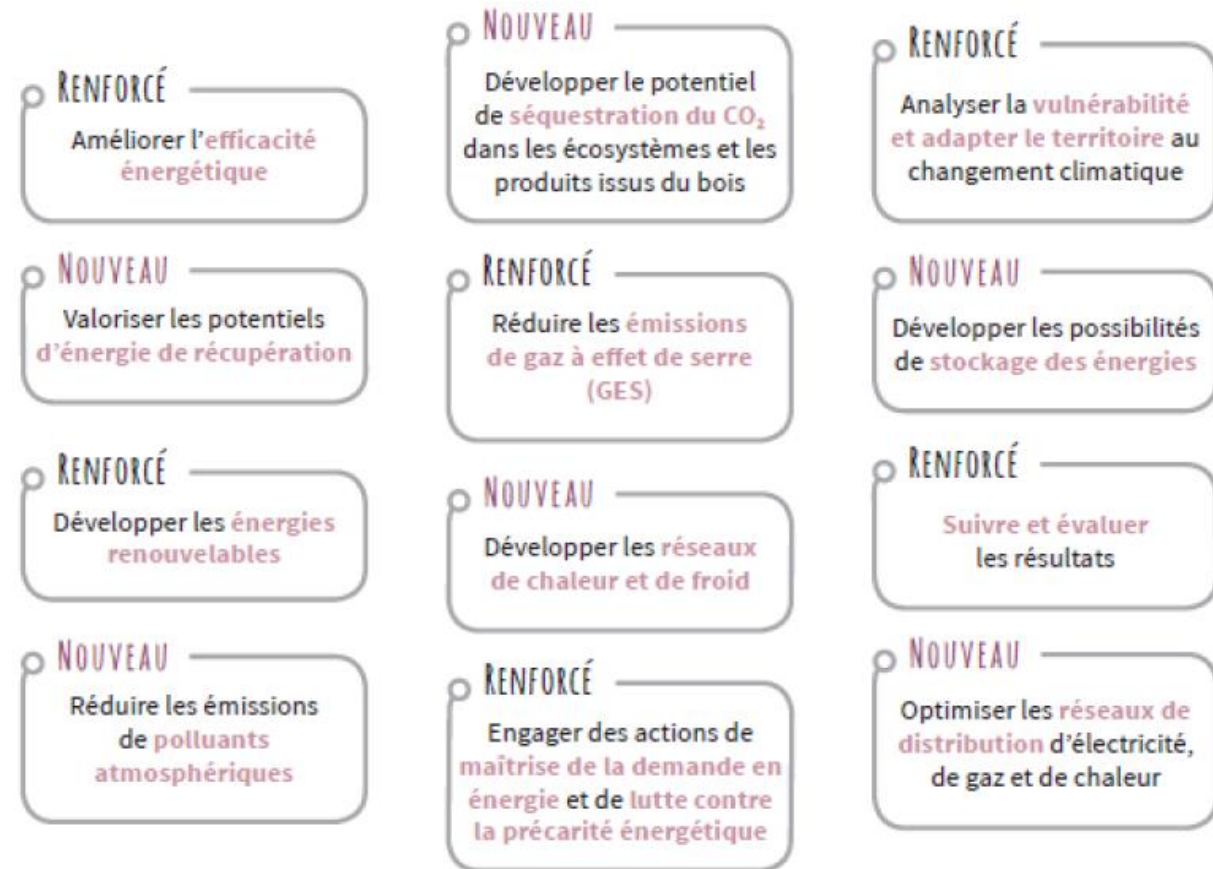 RENFORCÉ
Améliorer l'efficacité
énergétique
NOUVEAU
Valoriser les potentiels
d'énergie de récupération
RENFORCÉ
Développer les énergies
renouvelables
NOUVEAU
Réduire les émissions
de polluants
atmosphériques
NOUVEAU
Développer le potentiel
de séquestration du CO₂
dans les écosystèmes et les
produits issus du bois
RENFORCÉ
Réduire les émissions
de gaz à effet de serre
(GES)
NOUVEAU
Développer les réseaux
de chaleur et de froid
RENFORCÉ
Engager des actions de
maîtrise de la demande en
énergie et de lutte contre
la précarité énergétique
RENFORCÉ
Analyser la vulnérabilité
et adapter le territoire au
changement climatique
NOUVEAU
Développer les possibilités
de stockage des énergies
RENFORCÉ
Suivre et évaluer
les résultats
NOUVEAU
Optimiser les réseaux de
distribution d'électricité,
de gaz et de chaleur